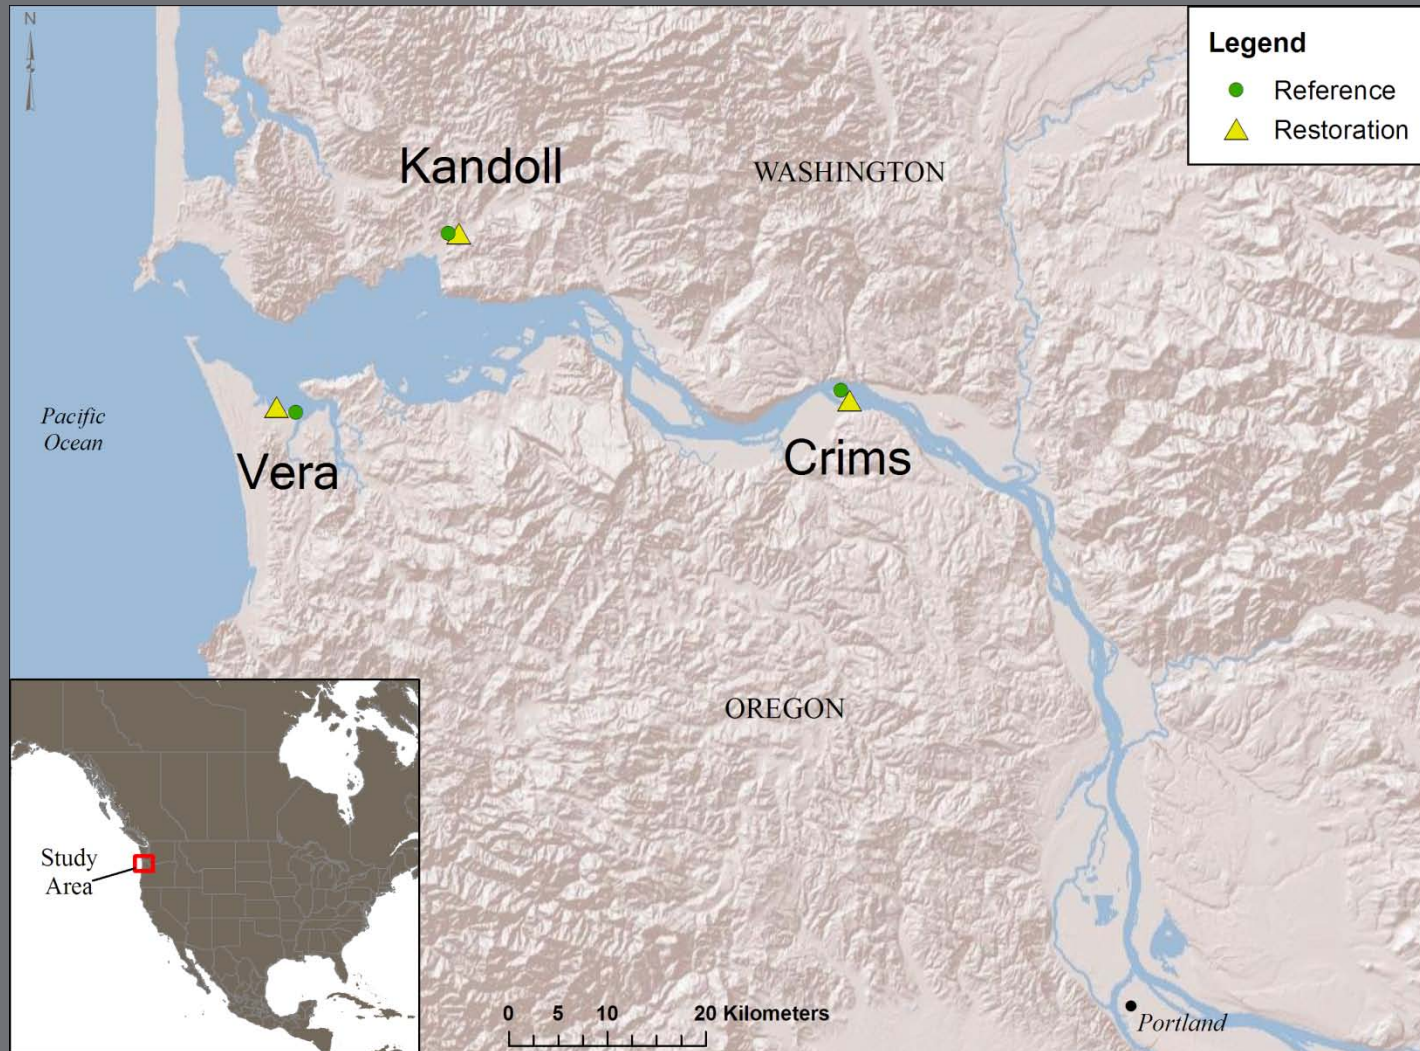 N
Legend
Reference
Restoration
Kandoll
WASHINGTON
Pacific
Ocean
Vera
Crims
OREGON
Study
Area
0 5 10 20 Kilometers
Portland